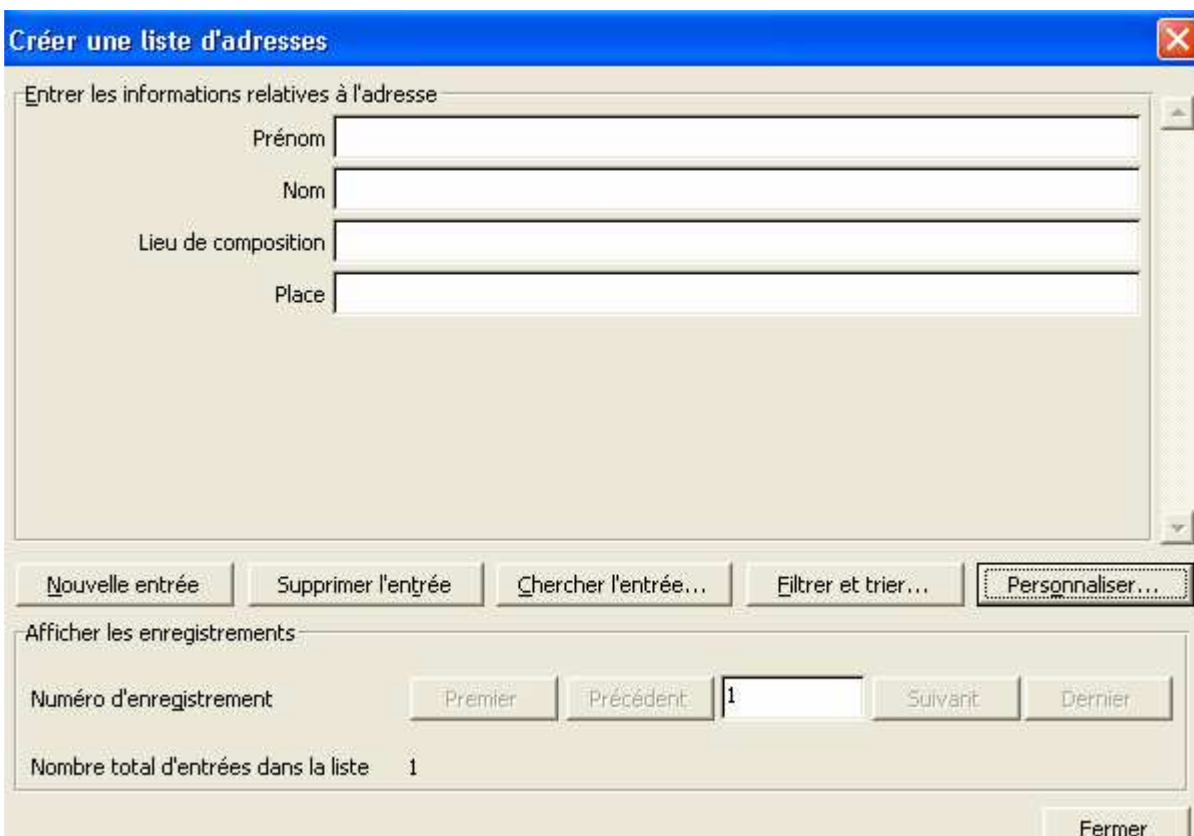 Créer une liste d'adresses
Entrer les informations relatives à l'adresse
Prénom
Nom
Lieu de composition
Place
Nouvelle entrée Supprimer l'entrée Chercher l'entrée... Filtrer et trier... Personnaliser...
Afficher les enregistrements
Numéro d'enregistrement Premier Précédent 1 Suivant Dernier
Nombre total d'entrées dans la liste 1
Fermer